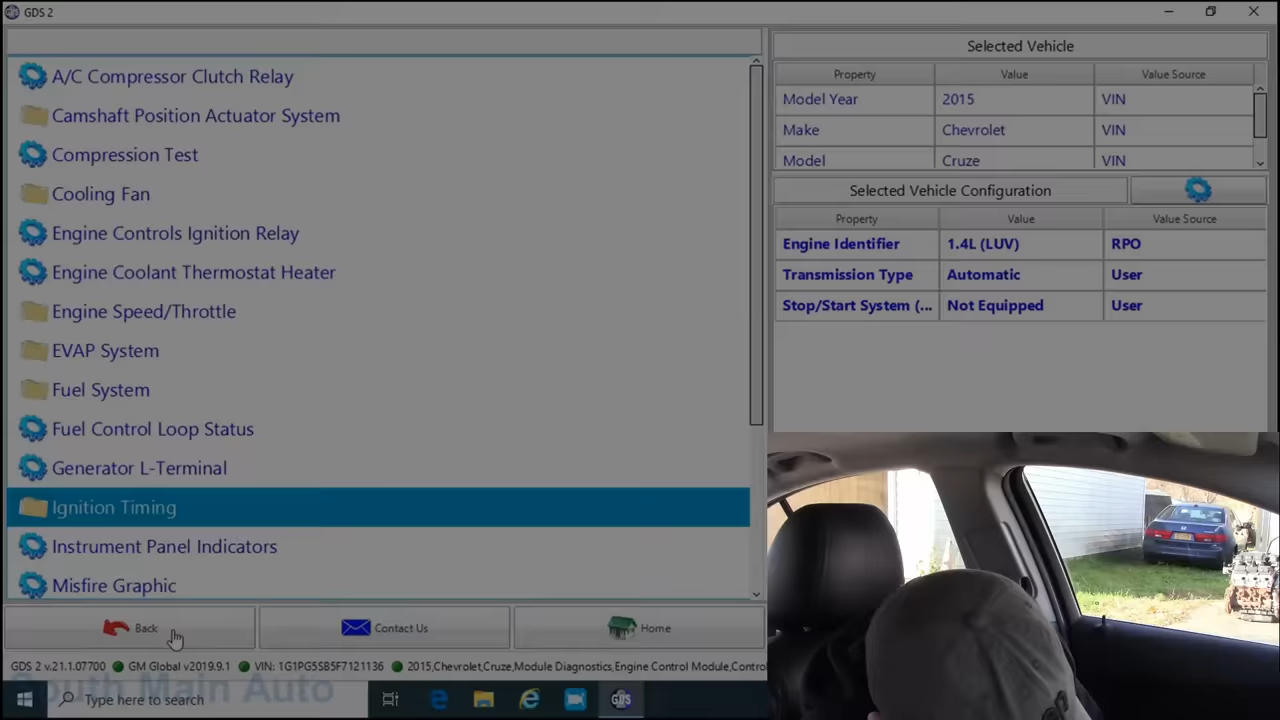 GDS 2
Selected Vehicle
Property Value Value Source
Model Year 2015 VIN
Make Chevrolet VIN
Model Cruze VIN
Selected Vehicle Configuration
Property Value Value Source
Engine Identifier 1.4L (LUV) RPO
Transmission Type Automatic User
Stop/Start System (... Not Equipped User
A/C Compressor Clutch Relay
Camshaft Position Actuator System
Compression Test
Cooling Fan
Engine Controls Ignition Relay
Engine Coolant Thermostat Heater
Engine Speed/Throttle
EVAP System
Fuel System
Fuel Control Loop Status
Generator L-Terminal
Ignition Timing
Instrument Panel Indicators
Misfire Graphic
Back Contact Us Home
GDS 2 v.21.1.07700 GM Global v2019.9.1 VIN: 1G1PG5SB5F7121136 2015,Chevrolet,Cruze,Module Diagnostics,Engine Control Module,Contro
South Main Auto
Type here to search
GDS